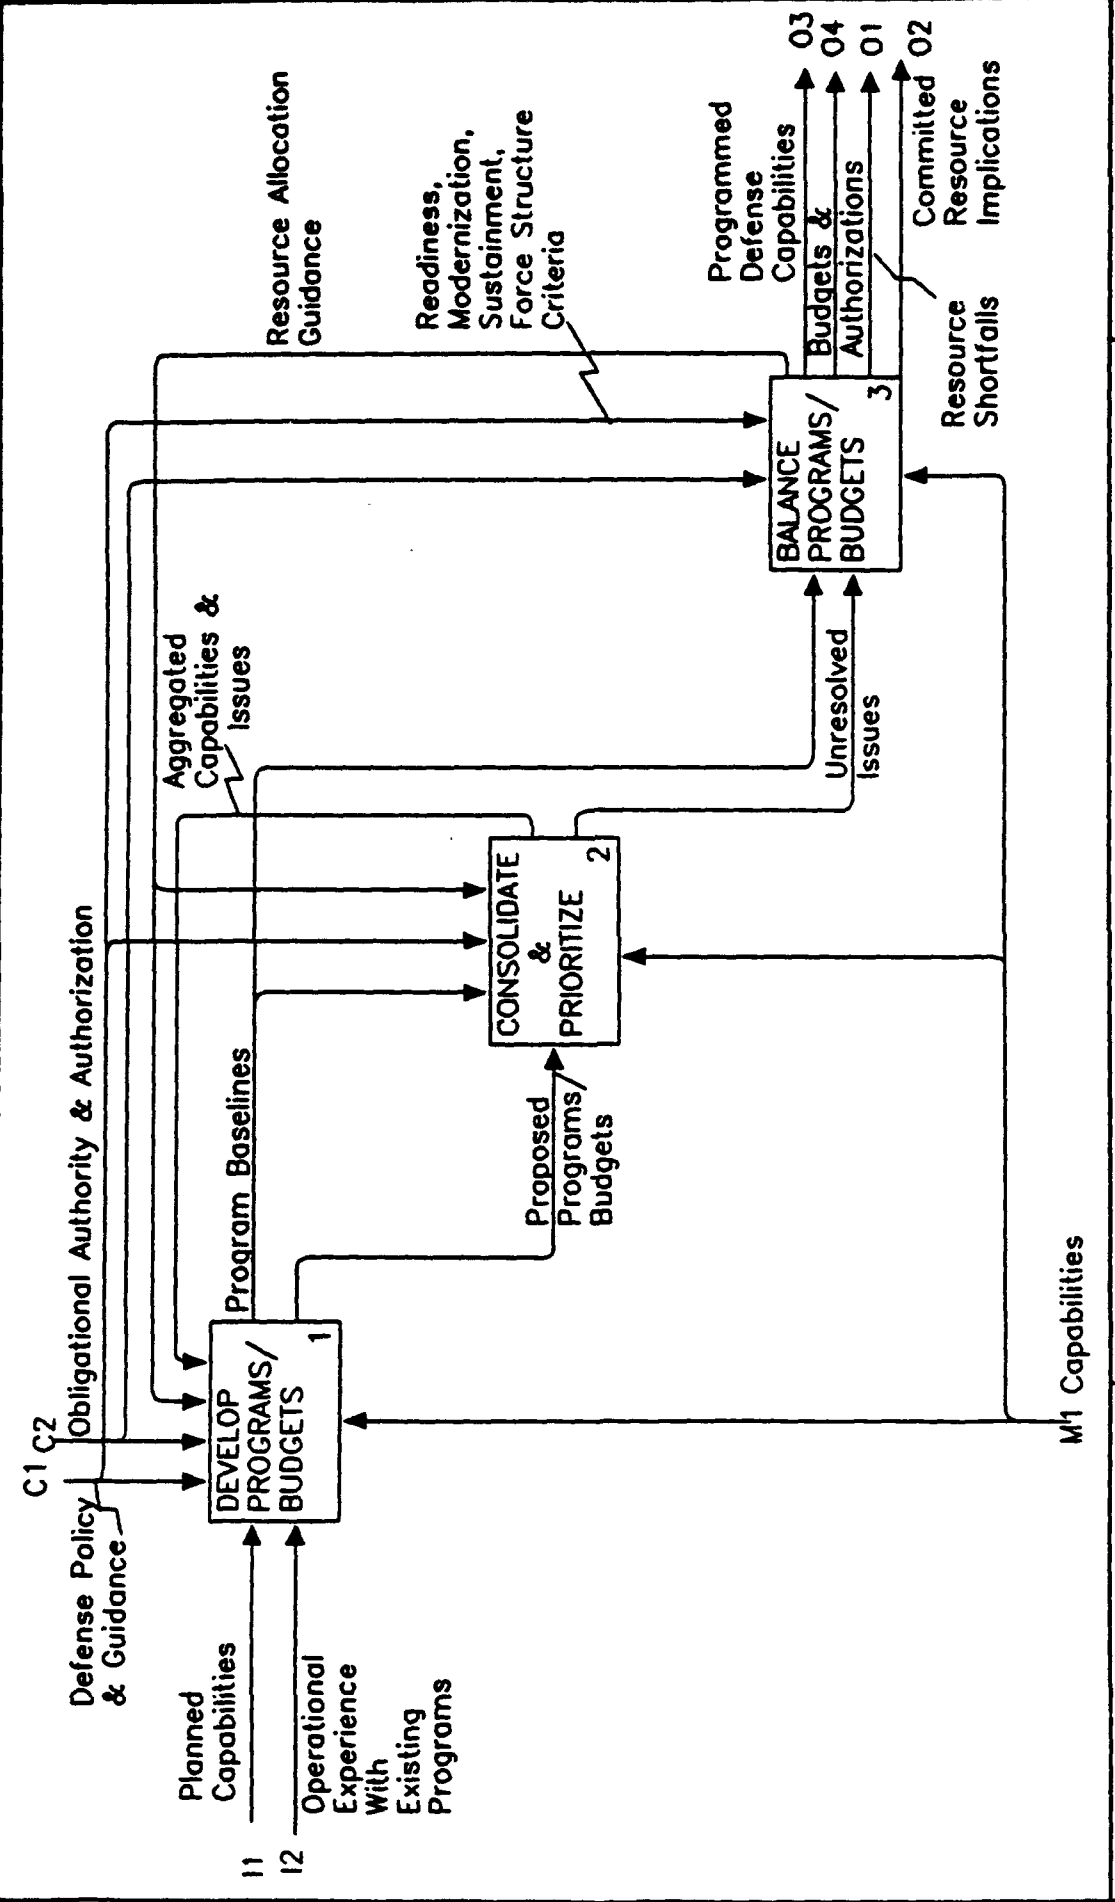 C1
C2
Obligational Authority & Authorization
Defense Policy
& Guidance
Resource Allocation
Guidance
Aggregated
Capabilities &
Issues
Readiness,
Modernization,
Sustainment,
Force Structure
Criteria
Planned
Capabilities
I1
I2
Operational
Experience
With
Existing
Programs
DEVELOP
PROGRAMS/
BUDGETS
1
Program Baselines
Proposed
Programs/
Budgets
CONSOLIDATE
&
PRIORITIZE
2
Unresolved
Issues
BALANCE
PROGRAMS/
BUDGETS
3
Programmed
Defense
Capabilities
O3
Budgets &
Authorizations
O4
O1
O2
Committed
Resource
Implications
Resource
Shortfalls
M1 Capabilities